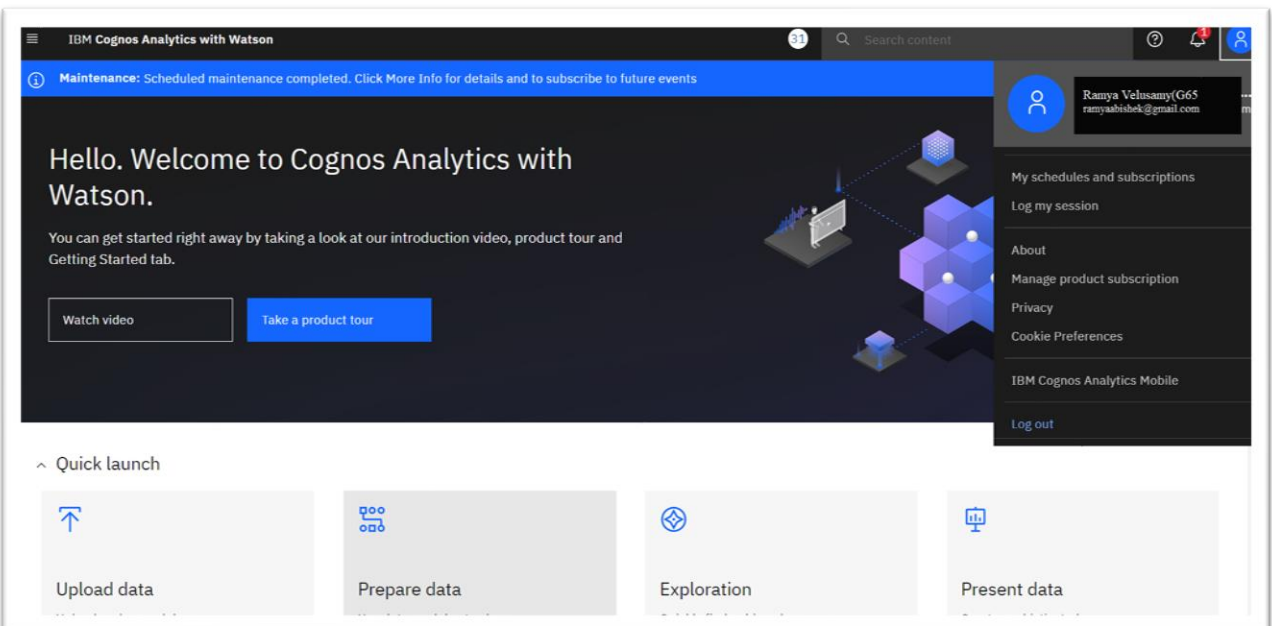 IBM Cognos Analytics with Watson
31
Search content
1
Maintenance: Scheduled maintenance completed. Click More Info for details and to subscribe to future events
Ramya Velusamy(G65
ramyaabishek@gmail.com
Hello. Welcome to Cognos Analytics with
Watson.
You can get started right away by taking a look at our introduction video, product tour and
Getting Started tab.
Watch video
Take a product tour
My schedules and subscriptions
Log my session
About
Manage product subscription
Privacy
Cookie Preferences
IBM Cognos Analytics Mobile
Log out
Quick launch
Upload data
Prepare data
Exploration
Present data